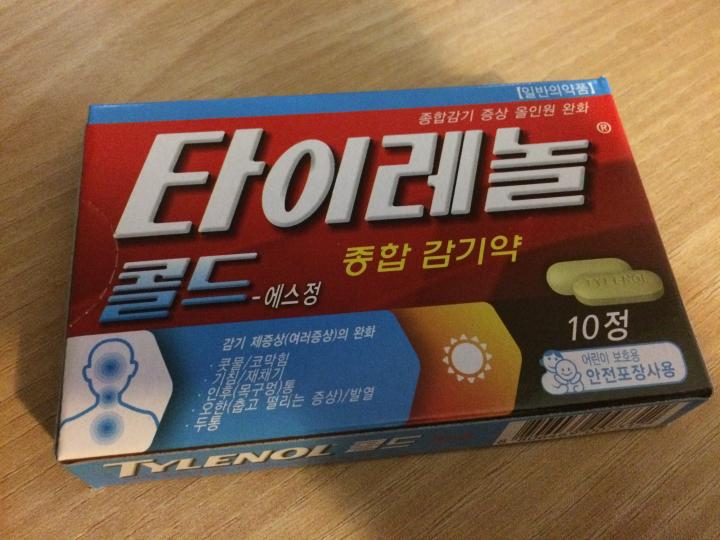 【일반의약품】
종합감기 증상 올인원 완화
타이레놀®
콜드-에스정
종합 감기약
TYLENOL
10정
어린이 보호용
안전포장사용
감기 제증상(여러증상)의 완화
콧물/코막힘
기침/재채기
인후(목구멍)통
오한(춥고 떨리는 증상)/발열
두통
TYLENOL 콜드